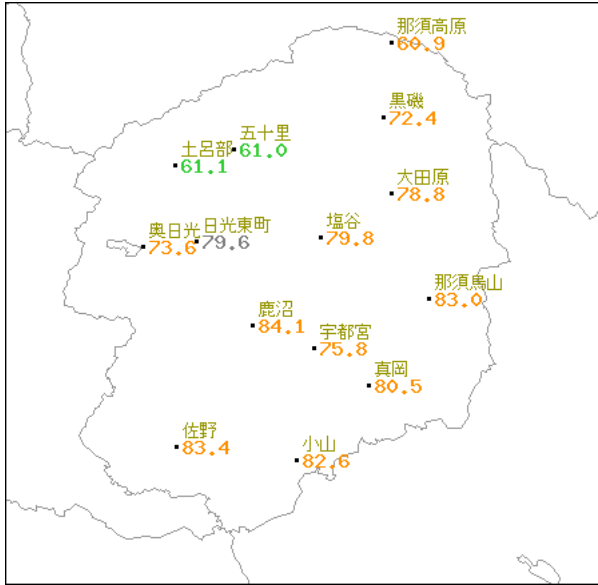 那須高原
60.9
黒磯
72.4
五十里
61.0
土呂部
61.1
大田原
78.8
塩谷
79.8
日光東町
79.6
奥日光
73.6
那須烏山
83.0
鹿沼
84.1
宇都宮
75.8
真岡
80.5
佐野
83.4
小山
82.6